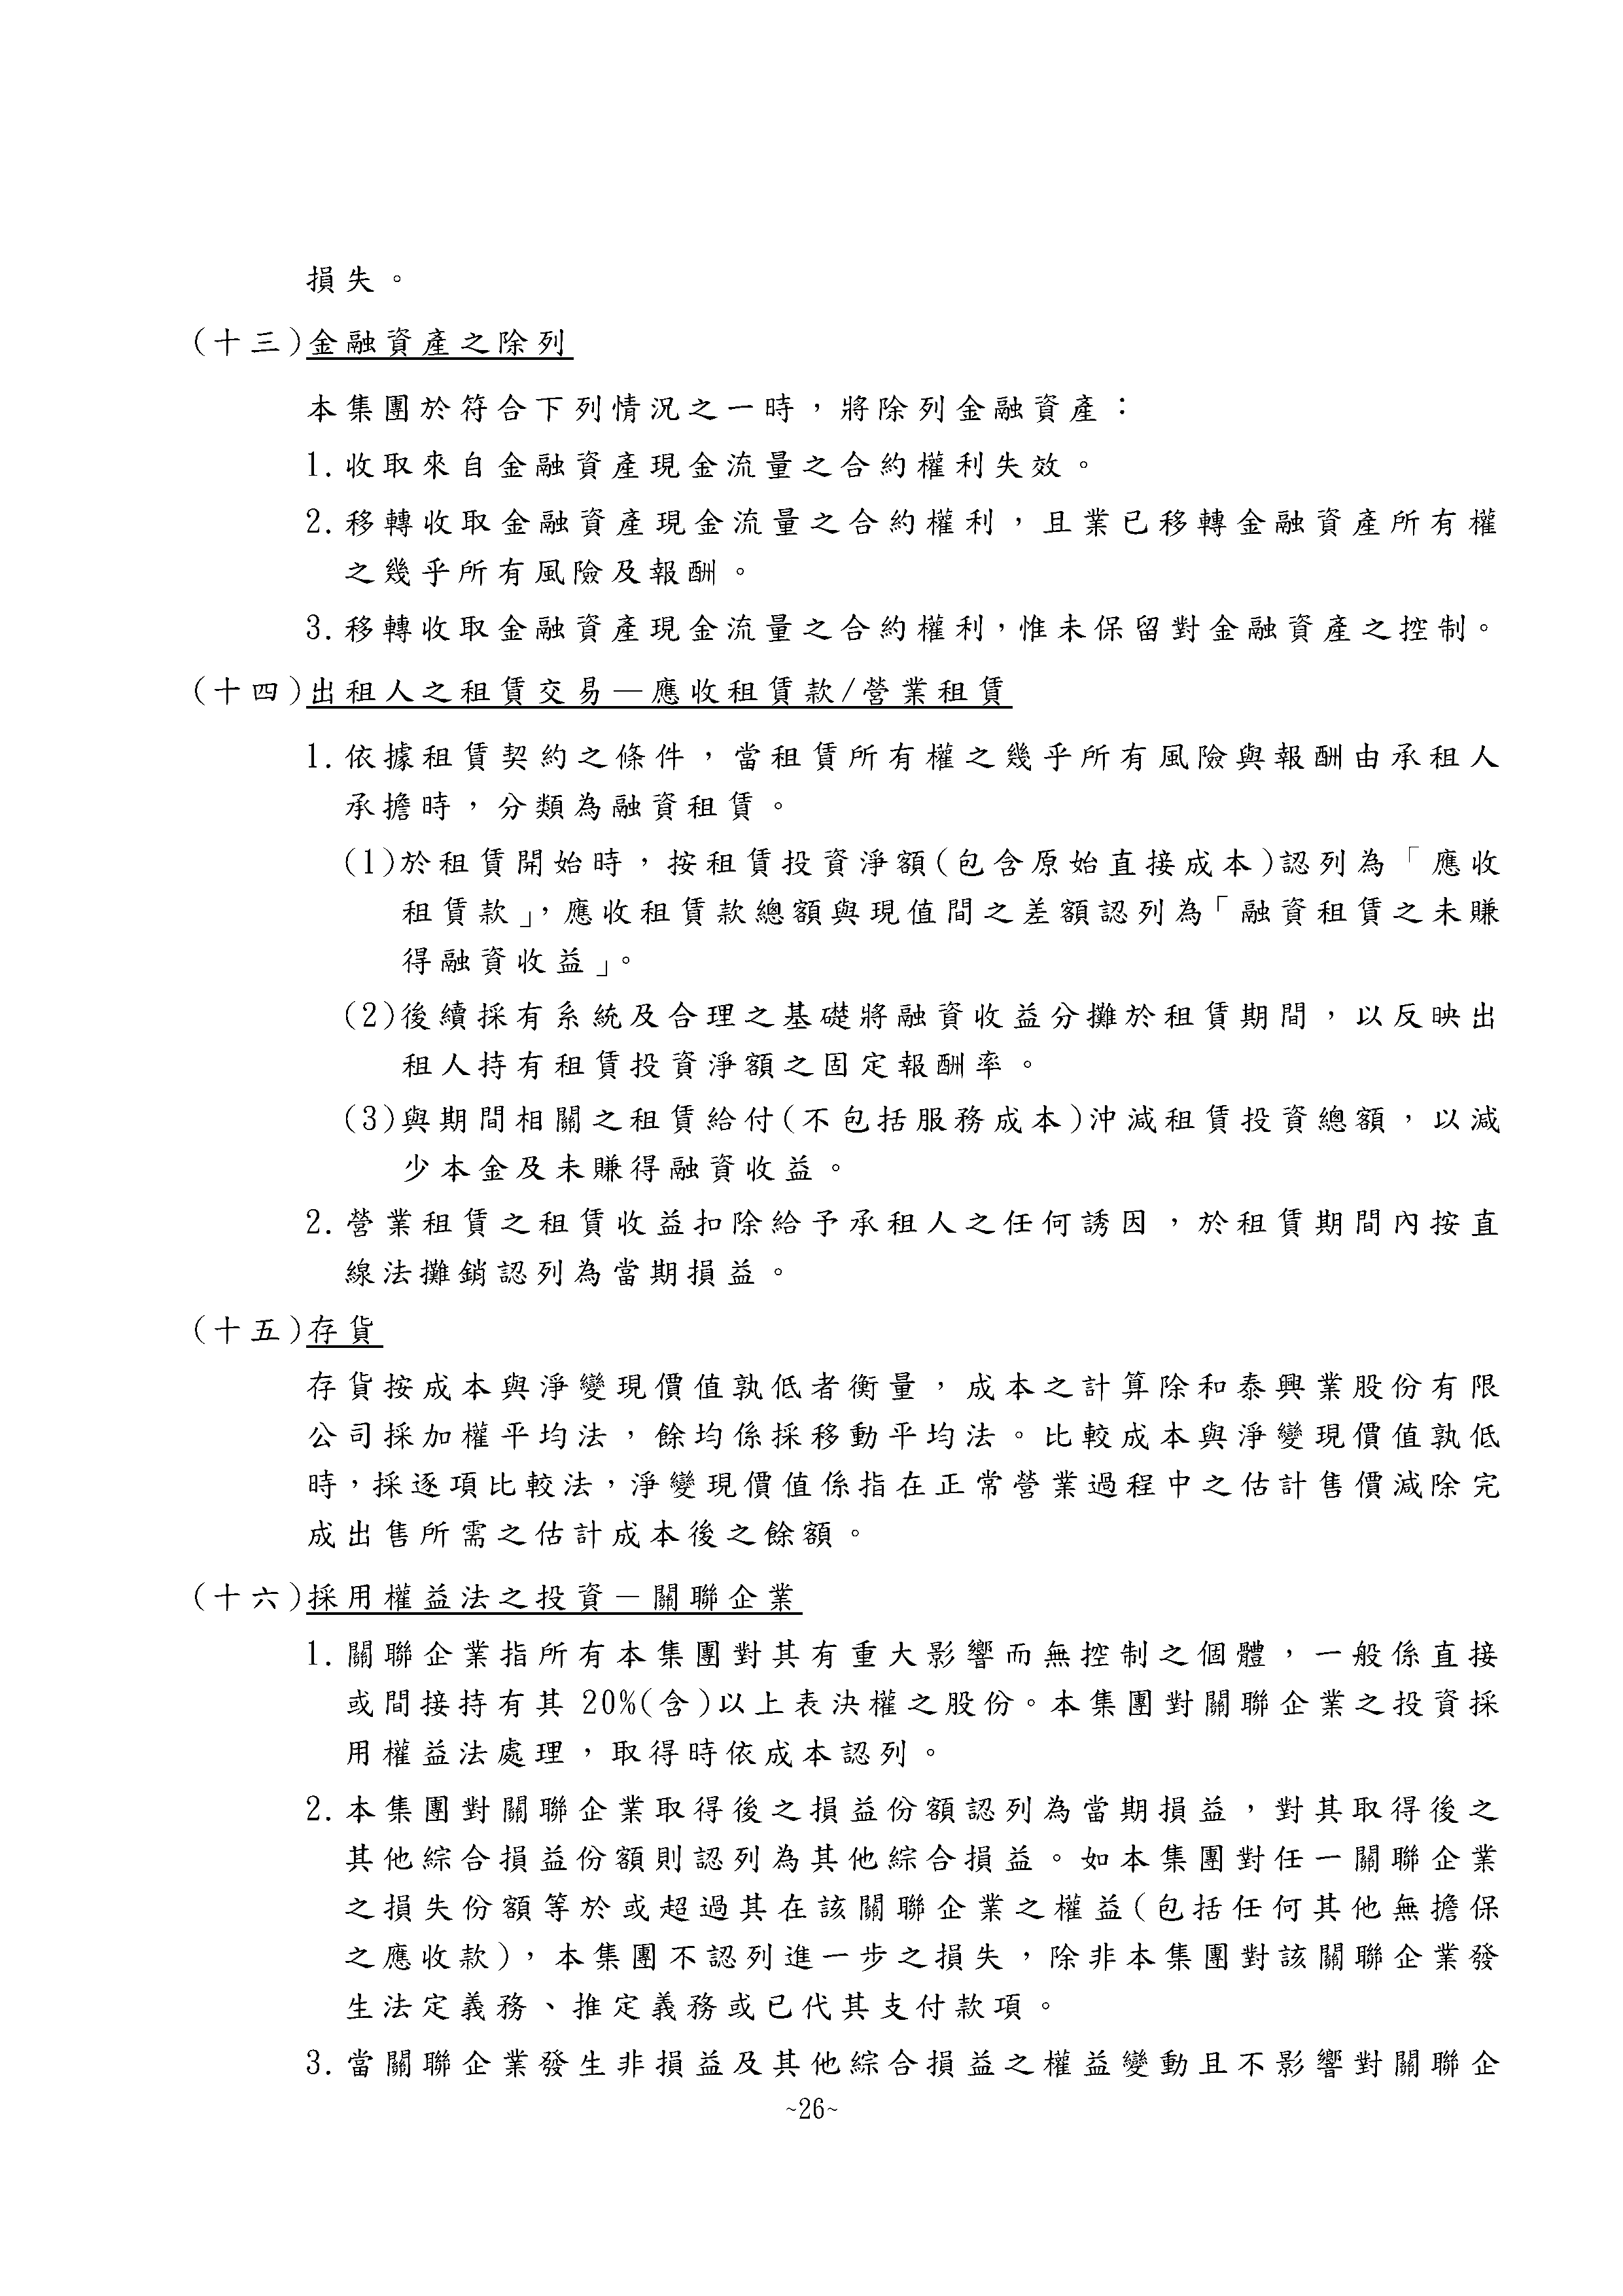 損失。
(十三)金融資產之除列
本集團於符合下列情況之一時，將除列金融資產：
1.收取來自金融資產現金流量之合約權利失效。
2.移轉收取金融資產現金流量之合約權利，且業已移轉金融資產所有權
之幾乎所有風險及報酬。
3.移轉收取金融資產現金流量之合約權利，惟未保留對金融資產之控制。
(十四)出租人之租賃交易—應收租賃款/營業租賃
1.依據租賃契約之條件，當租賃所有權之幾乎所有風險與報酬由承租人
承擔時，分類為融資租賃。
(1)於租賃開始時，按租賃投資淨額(包含原始直接成本)認列為「應收
租賃款」，應收租賃款總額與現值間之差額認列為「融資租賃之未賺
得融資收益」。
(2)後續採有系統及合理之基礎將融資收益分攤於租賃期間，以反映出
租人持有租賃投資淨額之固定報酬率。
(3)與期間相關之租賃給付(不包括服務成本)沖減租賃投資總額，以減
少本金及未賺得融資收益。
2.營業租賃之租賃收益扣除給予承租人之任何誘因，於租賃期間內按直
線法攤銷認列為當期損益。
(十五)存貨
存貨按成本與淨變現價值孰低者衡量，成本之計算除和泰興業股份有限
公司採加權平均法，餘均係採移動平均法。比較成本與淨變現價值孰低
時，採逐項比較法，淨變現價值係指在正常營業過程中之估計售價減除完
成出售所需之估計成本後之餘額。
(十六)採用權益法之投資－關聯企業
1.關聯企業指所有本集團對其有重大影響而無控制之個體，一般係直接
或間接持有其 20%(含)以上表決權之股份。本集團對關聯企業之投資採
用權益法處理，取得時依成本認列。
2.本集團對關聯企業取得後之損益份額認列為當期損益，對其取得後之
其他綜合損益份額則認列為其他綜合損益。如本集團對任一關聯企業
之損失份額等於或超過其在該關聯企業之權益(包括任何其他無擔保
之應收款)，本集團不認列進一步之損失，除非本集團對該關聯企業發
生法定義務、推定義務或已代其支付款項。
3.當關聯企業發生非損益及其他綜合損益之權益變動且不影響對關聯企
~26~